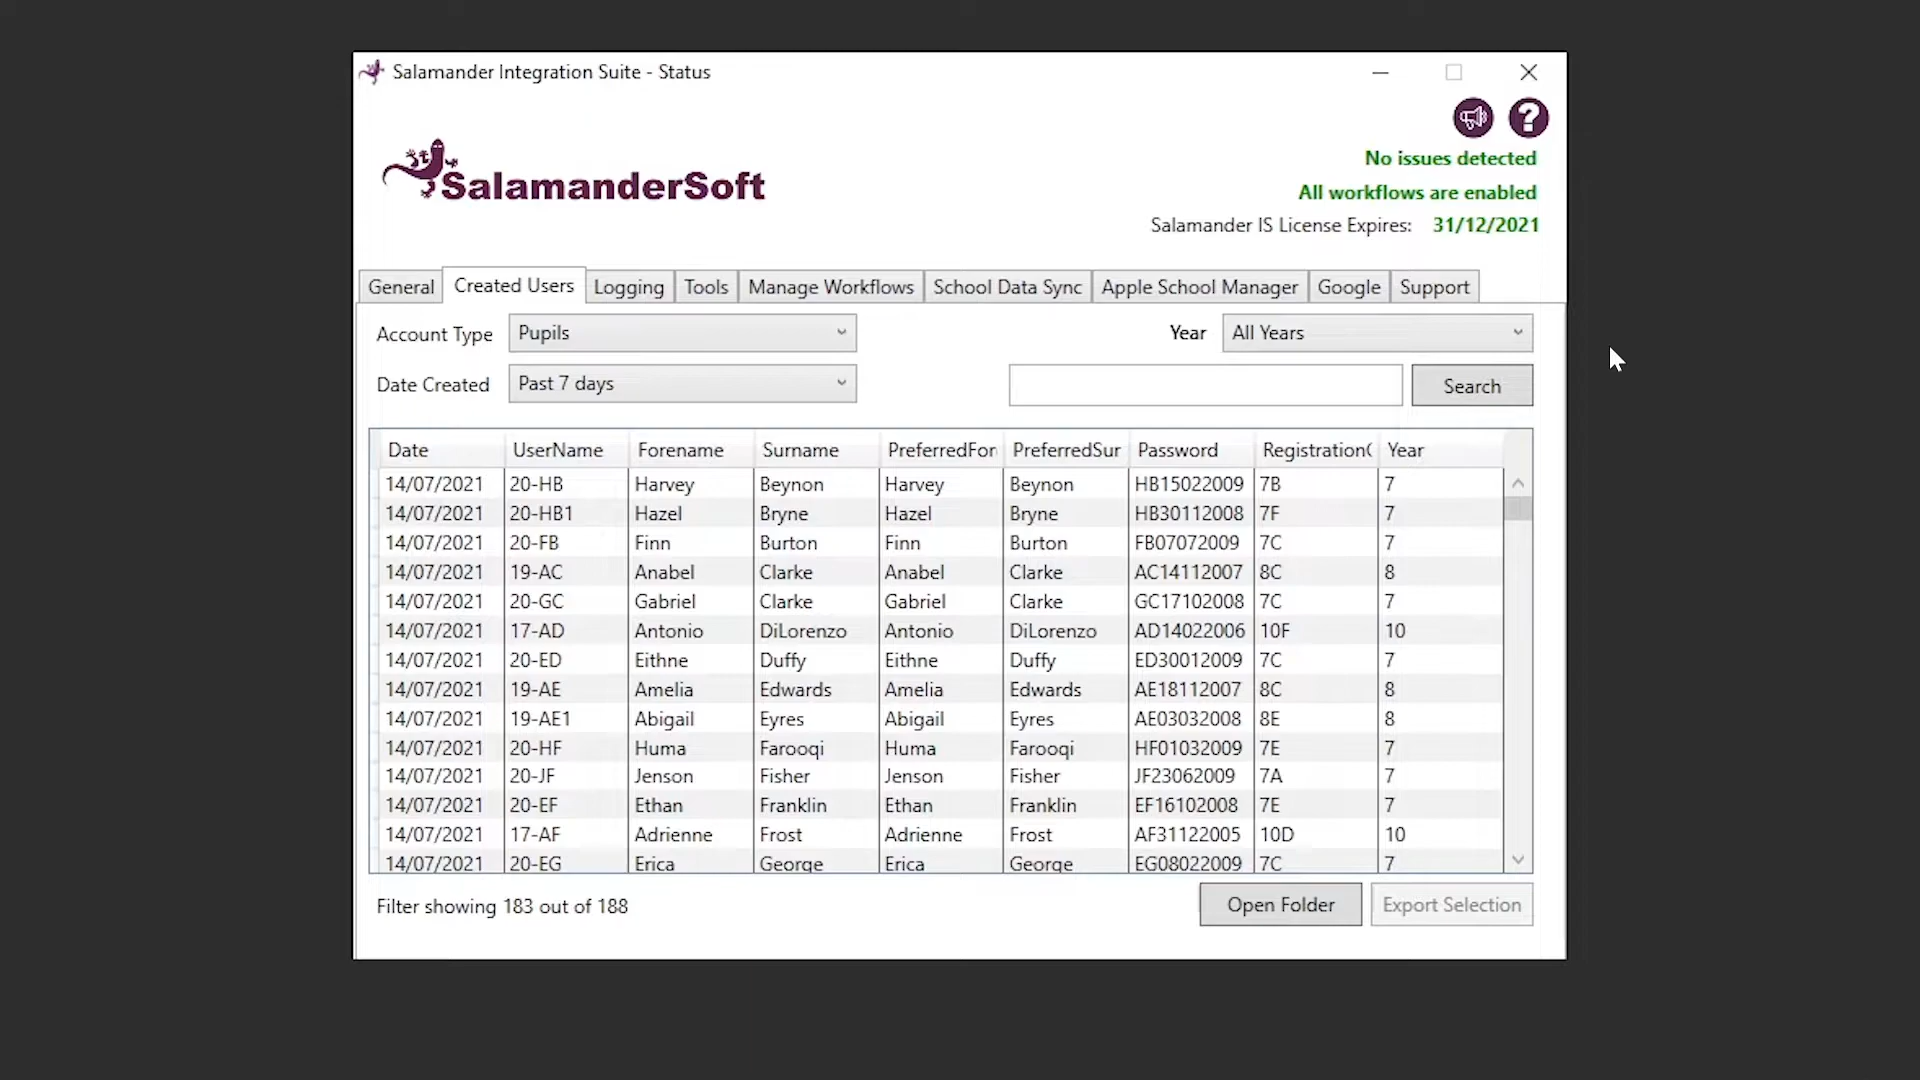 Salamander Integration Suite - Status
SalamanderSoft
No issues detected
All workflows are enabled
Salamander IS License Expires: 31/12/2021
General Created Users Logging Tools Manage Workflows School Data Sync Apple School Manager Google Support
Account Type Pupils Year All Years
Date Created Past 7 days Search
Date UserName Forename Surname PreferredFor PreferredSur Password Registration( Year
14/07/2021 20-HB Harvey Beynon Harvey Beynon HB15022009 7B 7
14/07/2021 20-HB1 Hazel Bryne Hazel Bryne HB30112008 7F 7
14/07/2021 20-FB Finn Burton Finn Burton FB07072009 7C 7
14/07/2021 19-AC Anabel Clarke Anabel Clarke AC14112007 8C 8
14/07/2021 20-GC Gabriel Clarke Gabriel Clarke GC17102008 7C 7
14/07/2021 17-AD Antonio DiLorenzo Antonio DiLorenzo AD14022006 10F 10
14/07/2021 20-ED Eithne Duffy Eithne Duffy ED30012009 7C 7
14/07/2021 19-AE Amelia Edwards Amelia Edwards AE18112007 8C 8
14/07/2021 19-AE1 Abigail Eyres Abigail Eyres AE03032008 8E 8
14/07/2021 20-HF Huma Farooqi Huma Farooqi HF01032009 7E 7
14/07/2021 20-JF Jenson Fisher Jenson Fisher JF23062009 7A 7
14/07/2021 20-EF Ethan Franklin Ethan Franklin EF16102008 7E 7
14/07/2021 17-AF Adrienne Frost Adrienne Frost AF31122005 10D 10
14/07/2021 20-EG Erica George Erica George EG08022009 7C 7
Filter showing 183 out of 188 Open Folder Export Selection